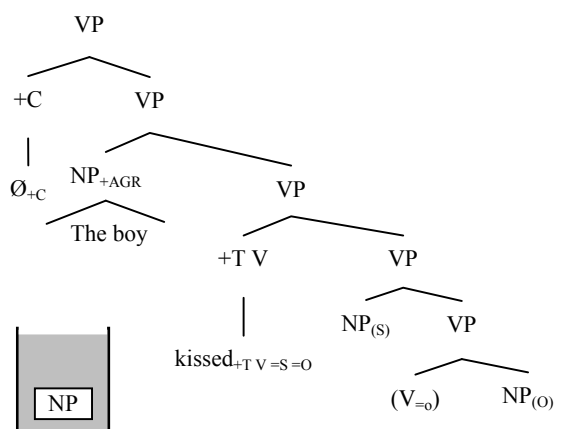 VP
+C VP
Ø+C NP+AGR VP
The boy
+T V VP
kissed+T V =S =O NP(S) VP
NP (V=o) NP(O)